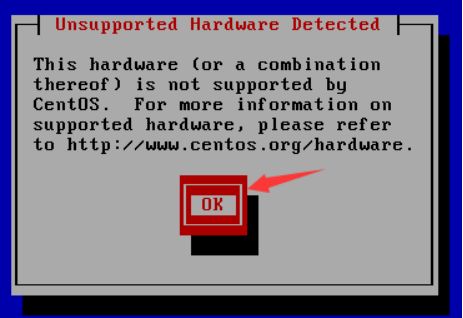 Unsupported Hardware Detected
This hardware (or a combination
thereof) is not supported by
CentOS.  For more information on
supported hardware, please refer
to http://www.centos.org/hardware.
OK